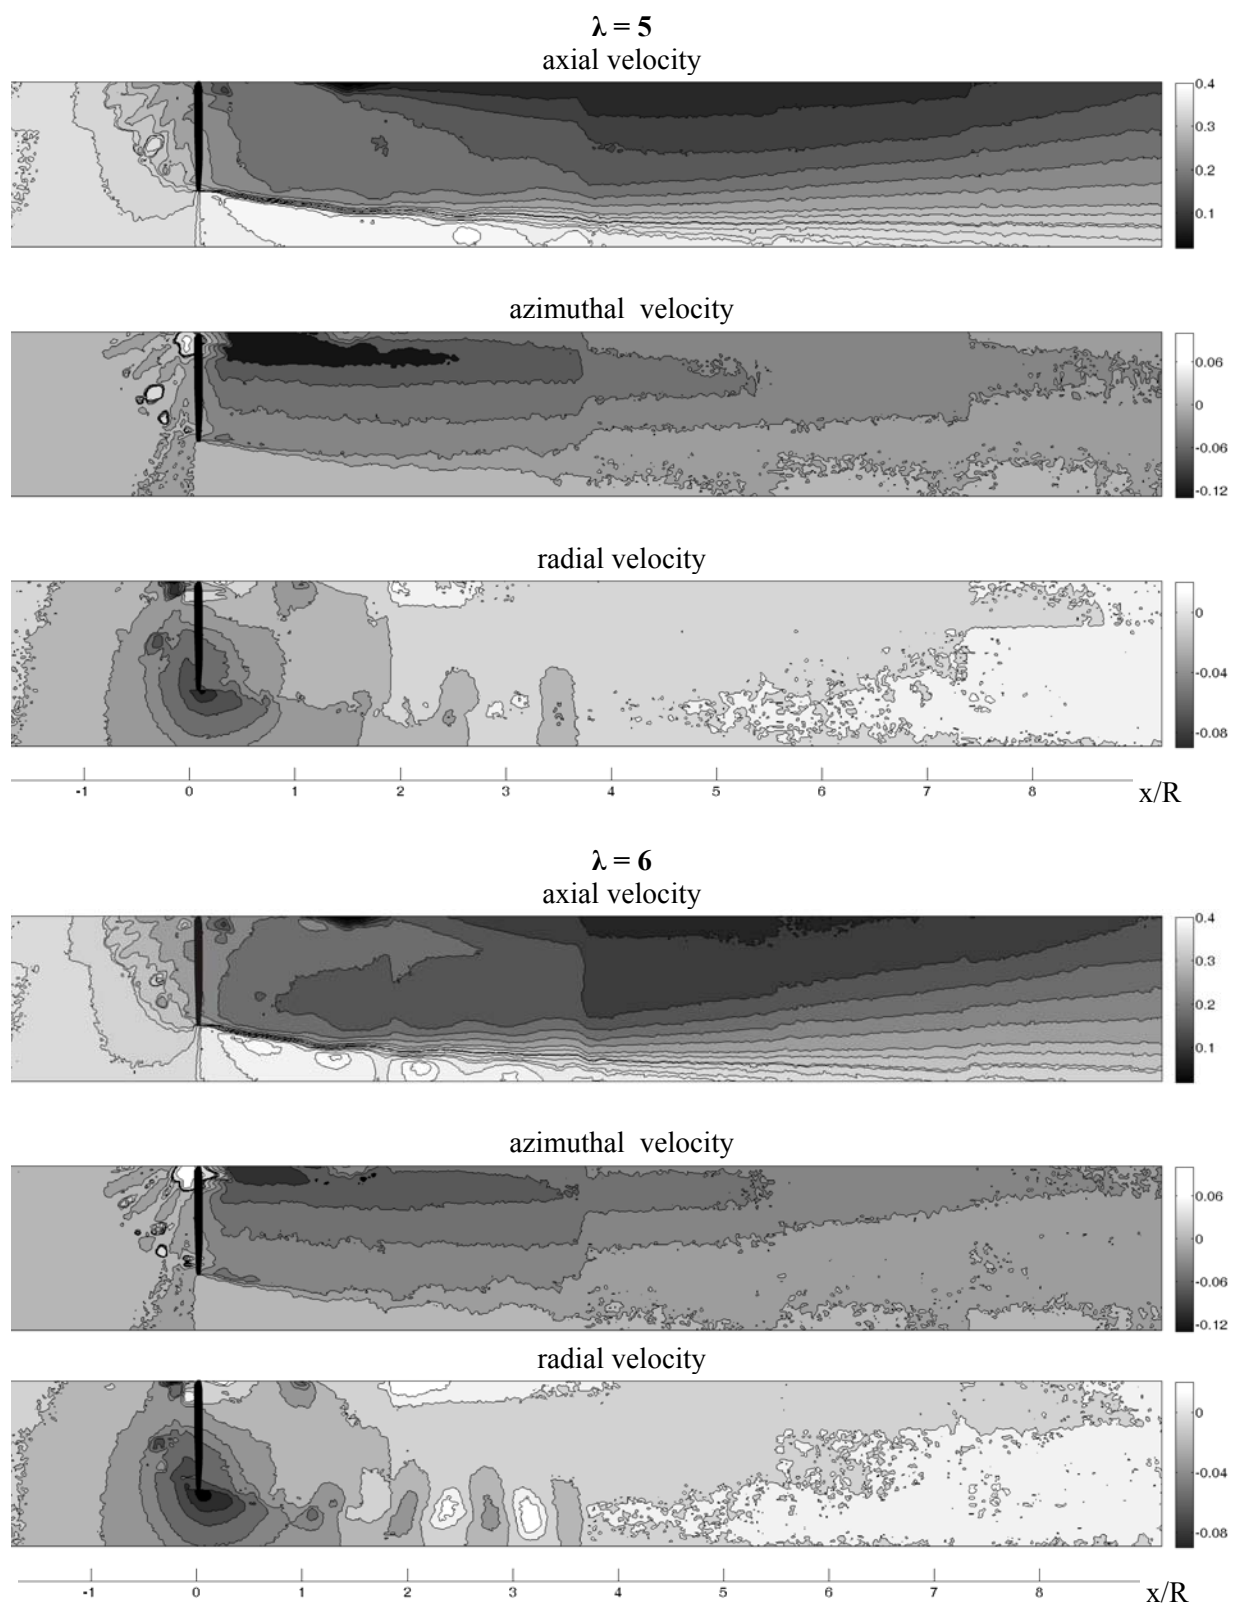 λ = 5
axial velocity
0.4
0.3
0.2
0.1
azimuthal velocity
0.06
0
-0.06
-0.12
radial velocity
0
-0.04
-0.08
-1 0 1 2 3 4 5 6 7 8 x/R
λ = 6
axial velocity
0.4
0.3
0.2
0.1
azimuthal velocity
0.06
0
-0.06
-0.12
radial velocity
0
-0.04
-0.08
-1 0 1 2 3 4 5 6 7 8 x/R